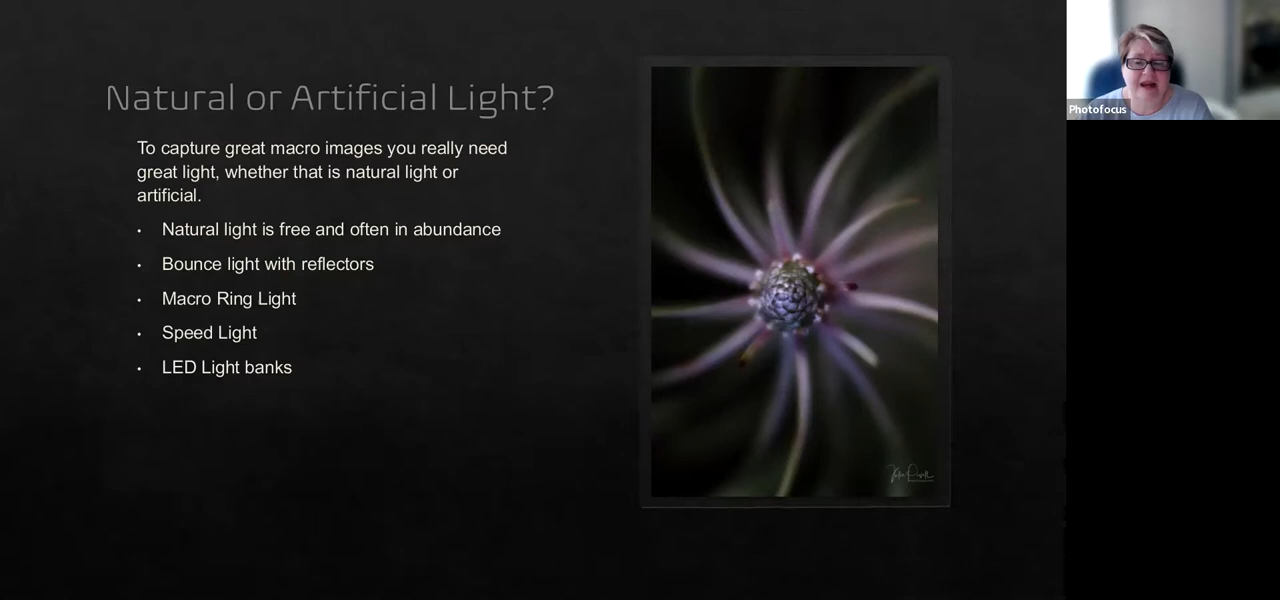 Natural or Artificial Light?
To capture great macro images you really need
great light, whether that is natural light or
artificial.
• Natural light is free and often in abundance
• Bounce light with reflectors
• Macro Ring Light
• Speed Light
• LED Light banks
Photofocus